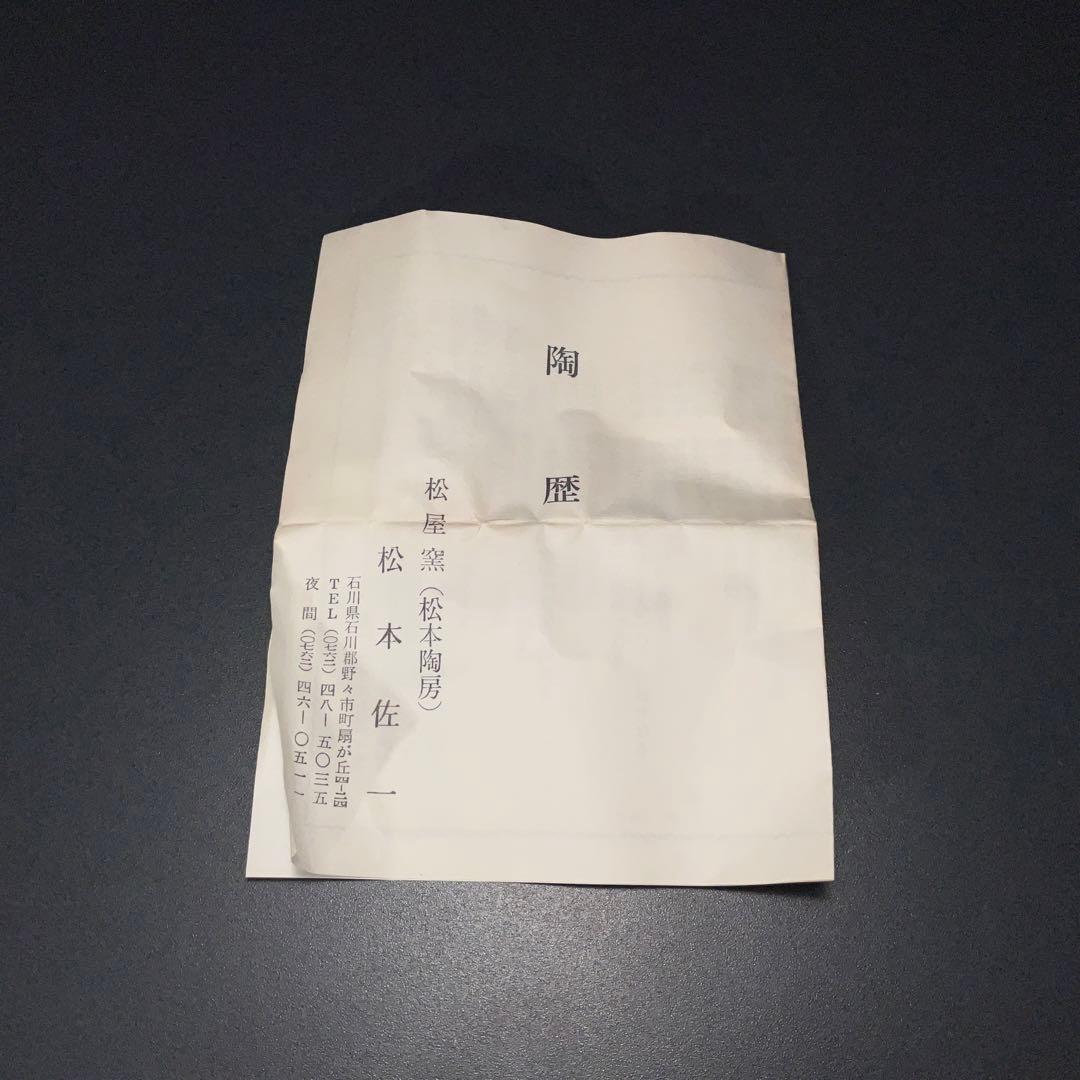 陶歴
松屋窯(松本陶房)
松本佐一
石川県石川郡野々市町扇が丘四−二四
TEL(〇七六二)四八−五〇三五
夜間(〇七六二)四六−〇五一一